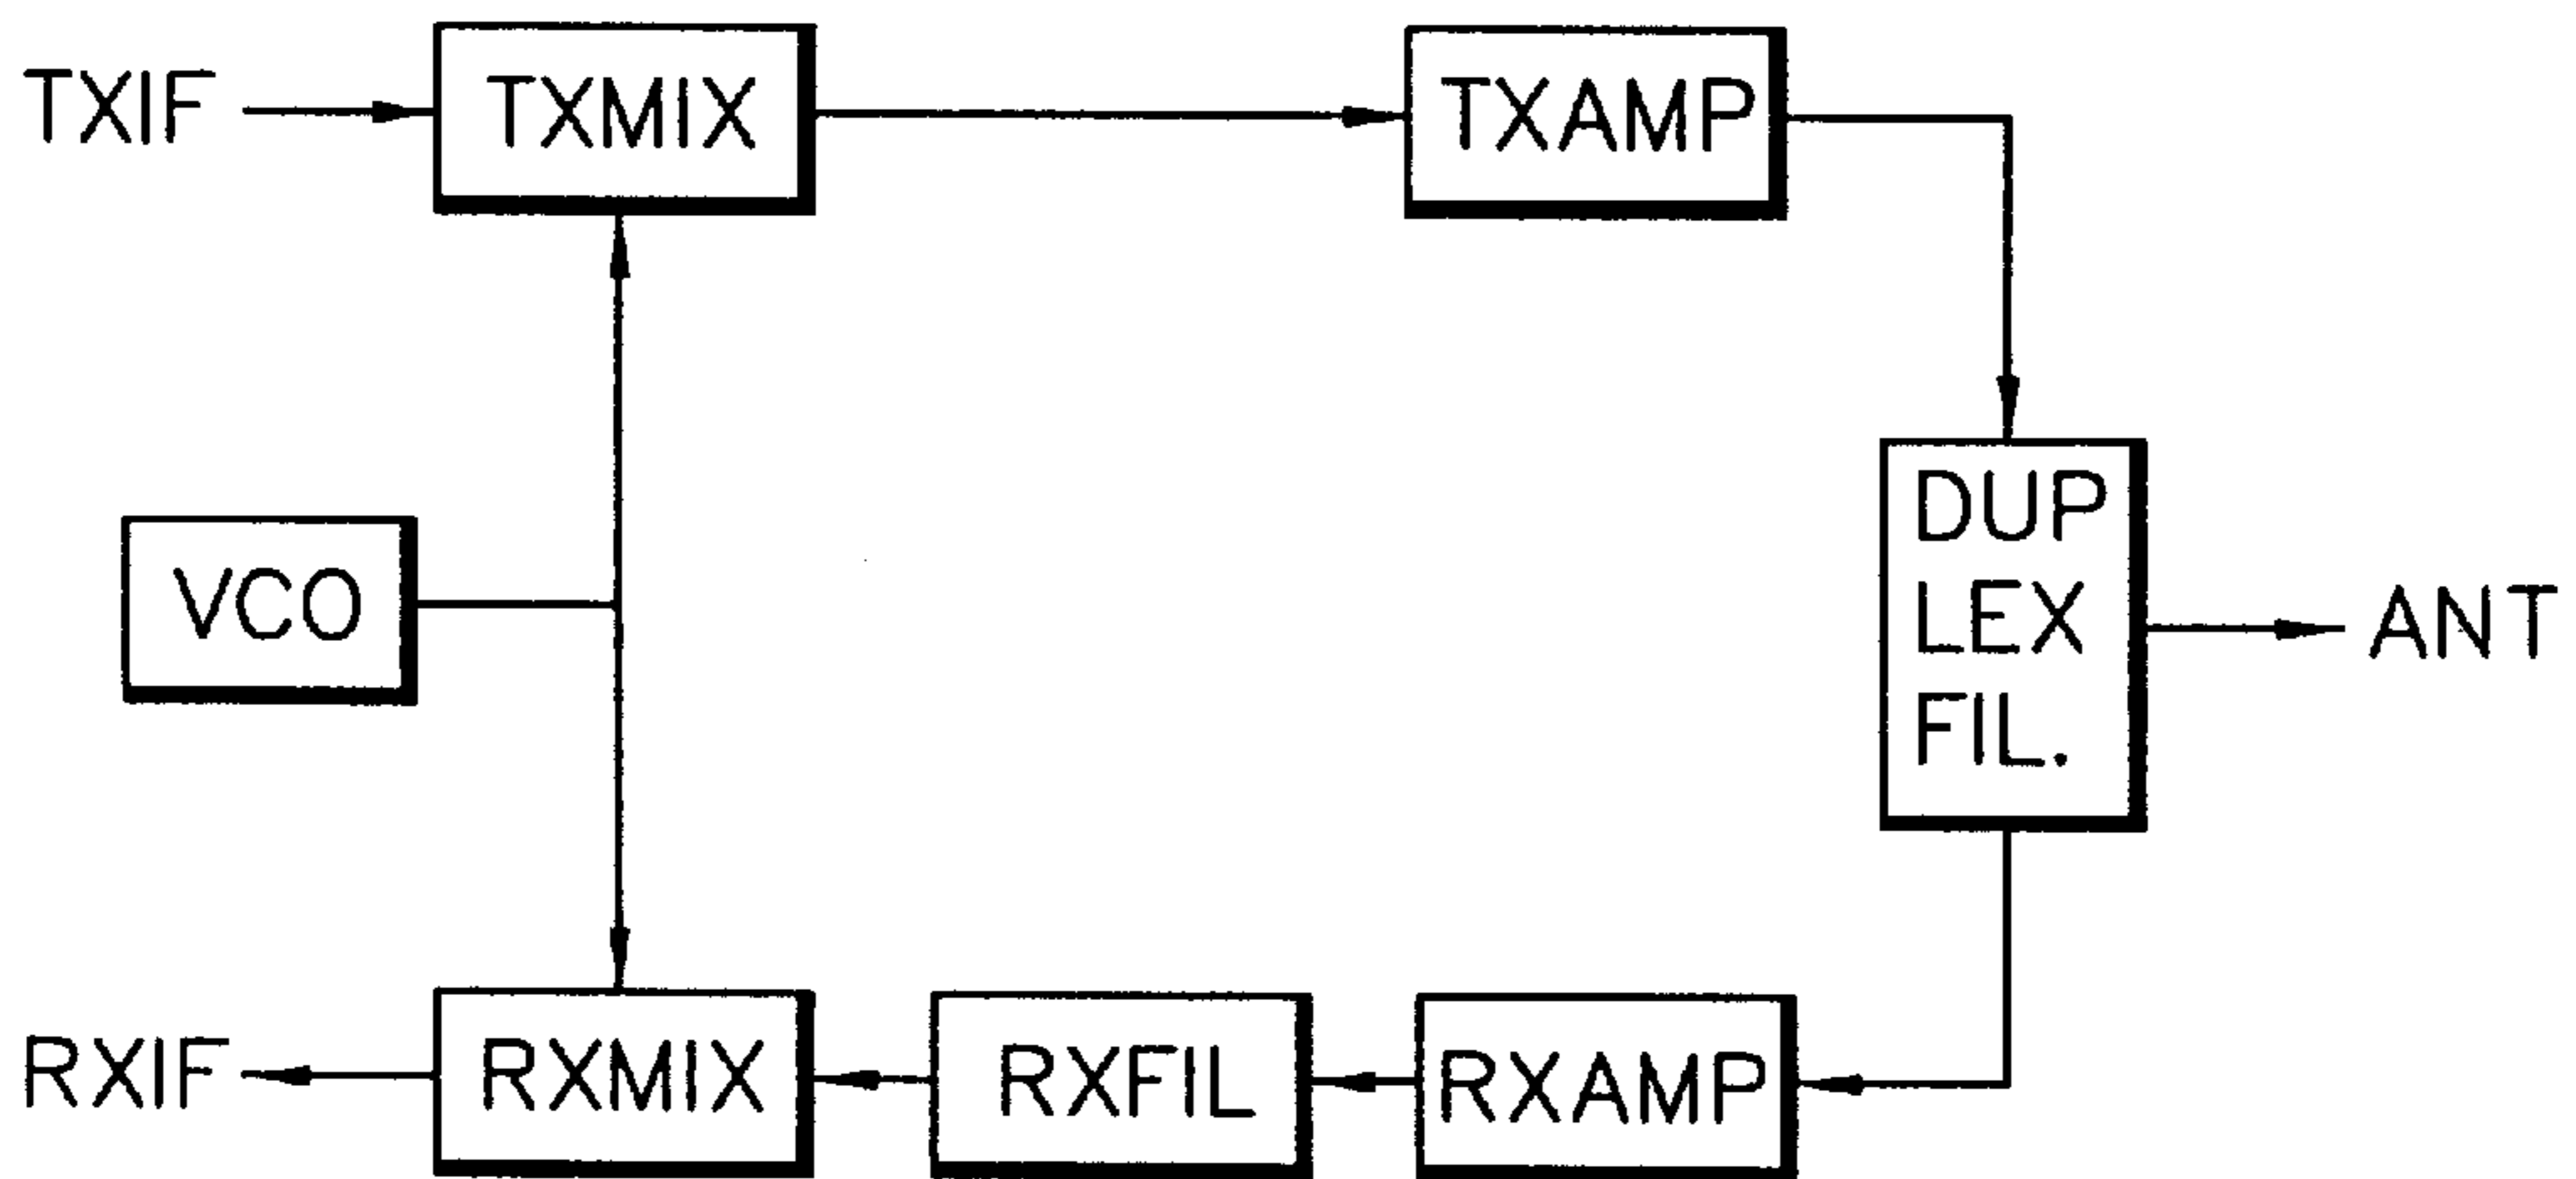 TXIF
TXMIX
TXAMP
VCO
DUP
LEX
FIL.
ANT
RXIF
RXMIX
RXFIL
RXAMP